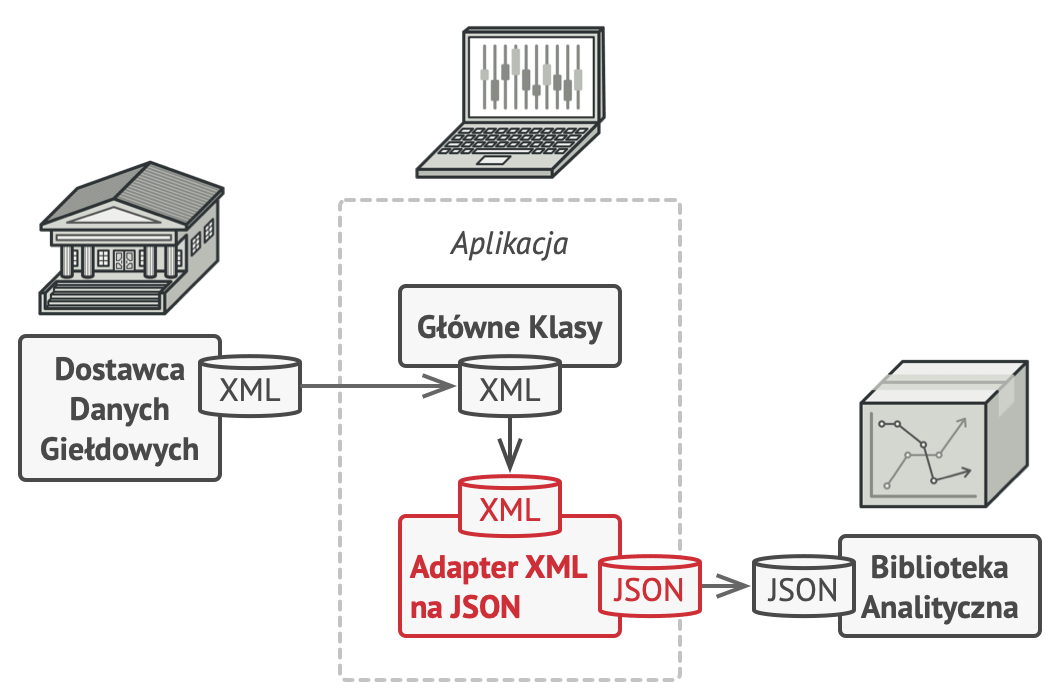 Aplikacja
Główne Klasy
XML
Dostawca
Danych
Giełdowych
XML
XML
Adapter XML
na JSON
JSON
JSON
Biblioteka
Analityczna